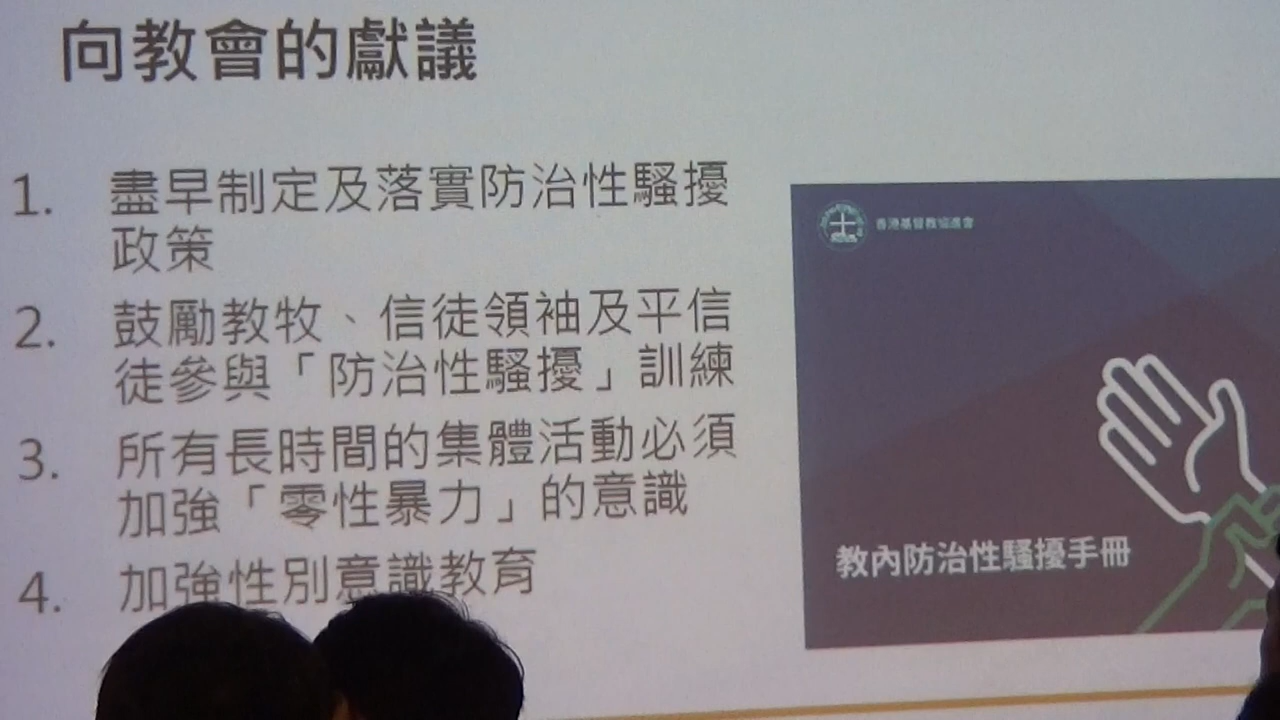 向教會的獻議
1. 盡早制定及落實防治性騷擾
政策
2. 鼓勵教牧、信徒領袖及平信
徒參與「防治性騷擾」訓練
3. 所有長時間的集體活動必須
加強「零性暴力」的意識
4. 加強性別意識教育
香港基督教協進會
教內防治性騷擾手冊